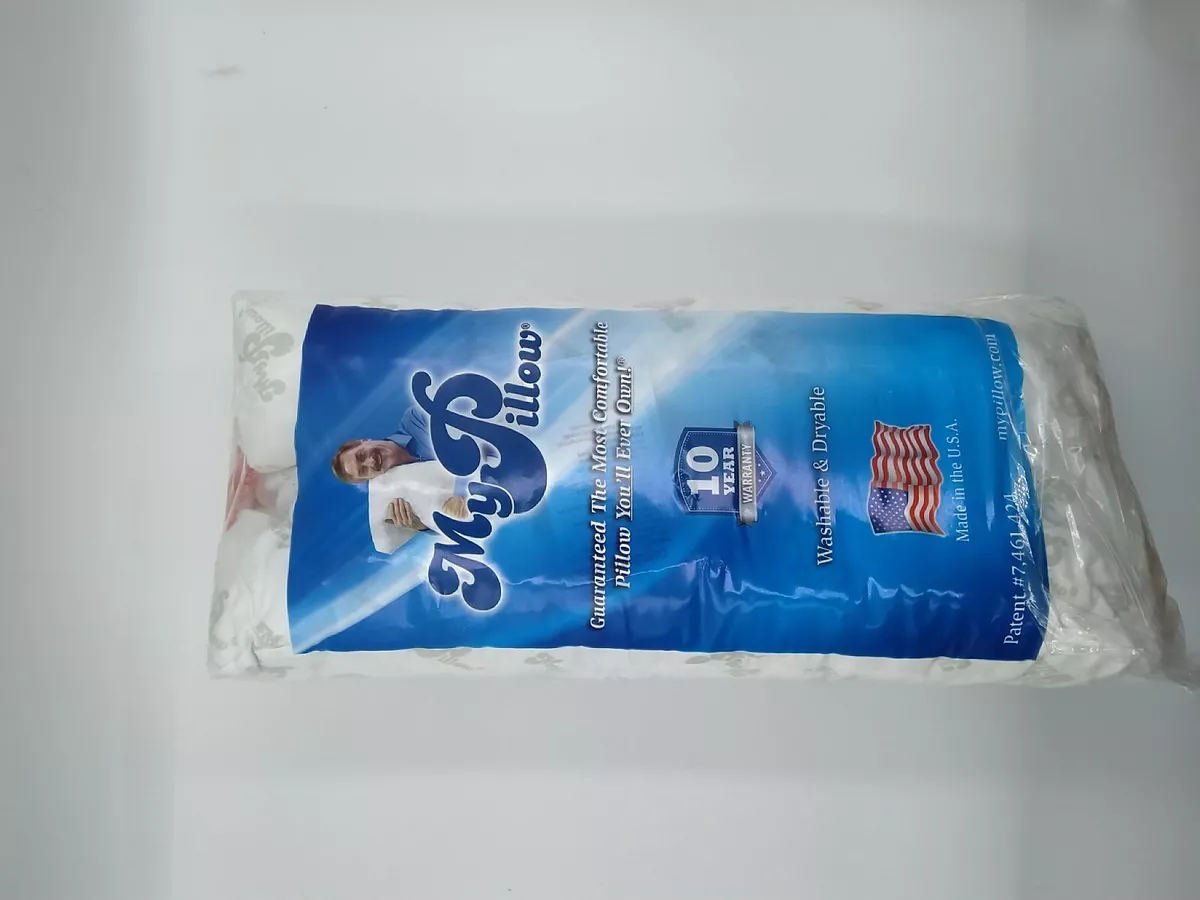 MyPillow®
Guaranteed The Most Comfortable
Pillow You'll Ever Own!®
10
YEAR
WARRANTY
Washable & Dryable
Made in the U.S.A.
Patent #7,461,424
mypillow.com
MyPillow